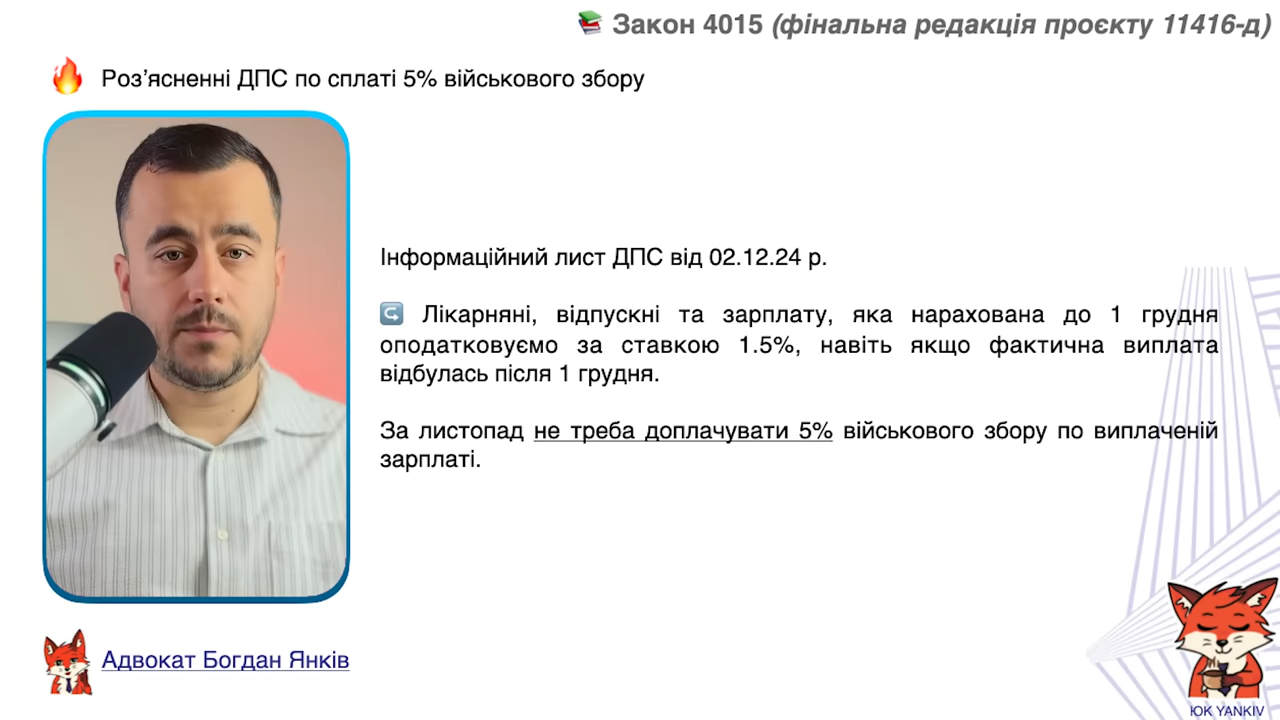 Закон 4015 (фінальна редакція проєкту 11416-д)
Роз’ясненні ДПС по сплаті 5% військового збору
Інформаційний лист ДПС від 02.12.24 р.
Лікарняні, відпускні та зарплату, яка нарахована до 1 грудня
оподатковуємо за ставкою 1.5%, навіть якщо фактична виплата
відбулась після 1 грудня.
За листопад не треба доплачувати 5% військового збору по виплаченій
зарплаті.
Адвокат Богдан Янків
ЮК YANKIV